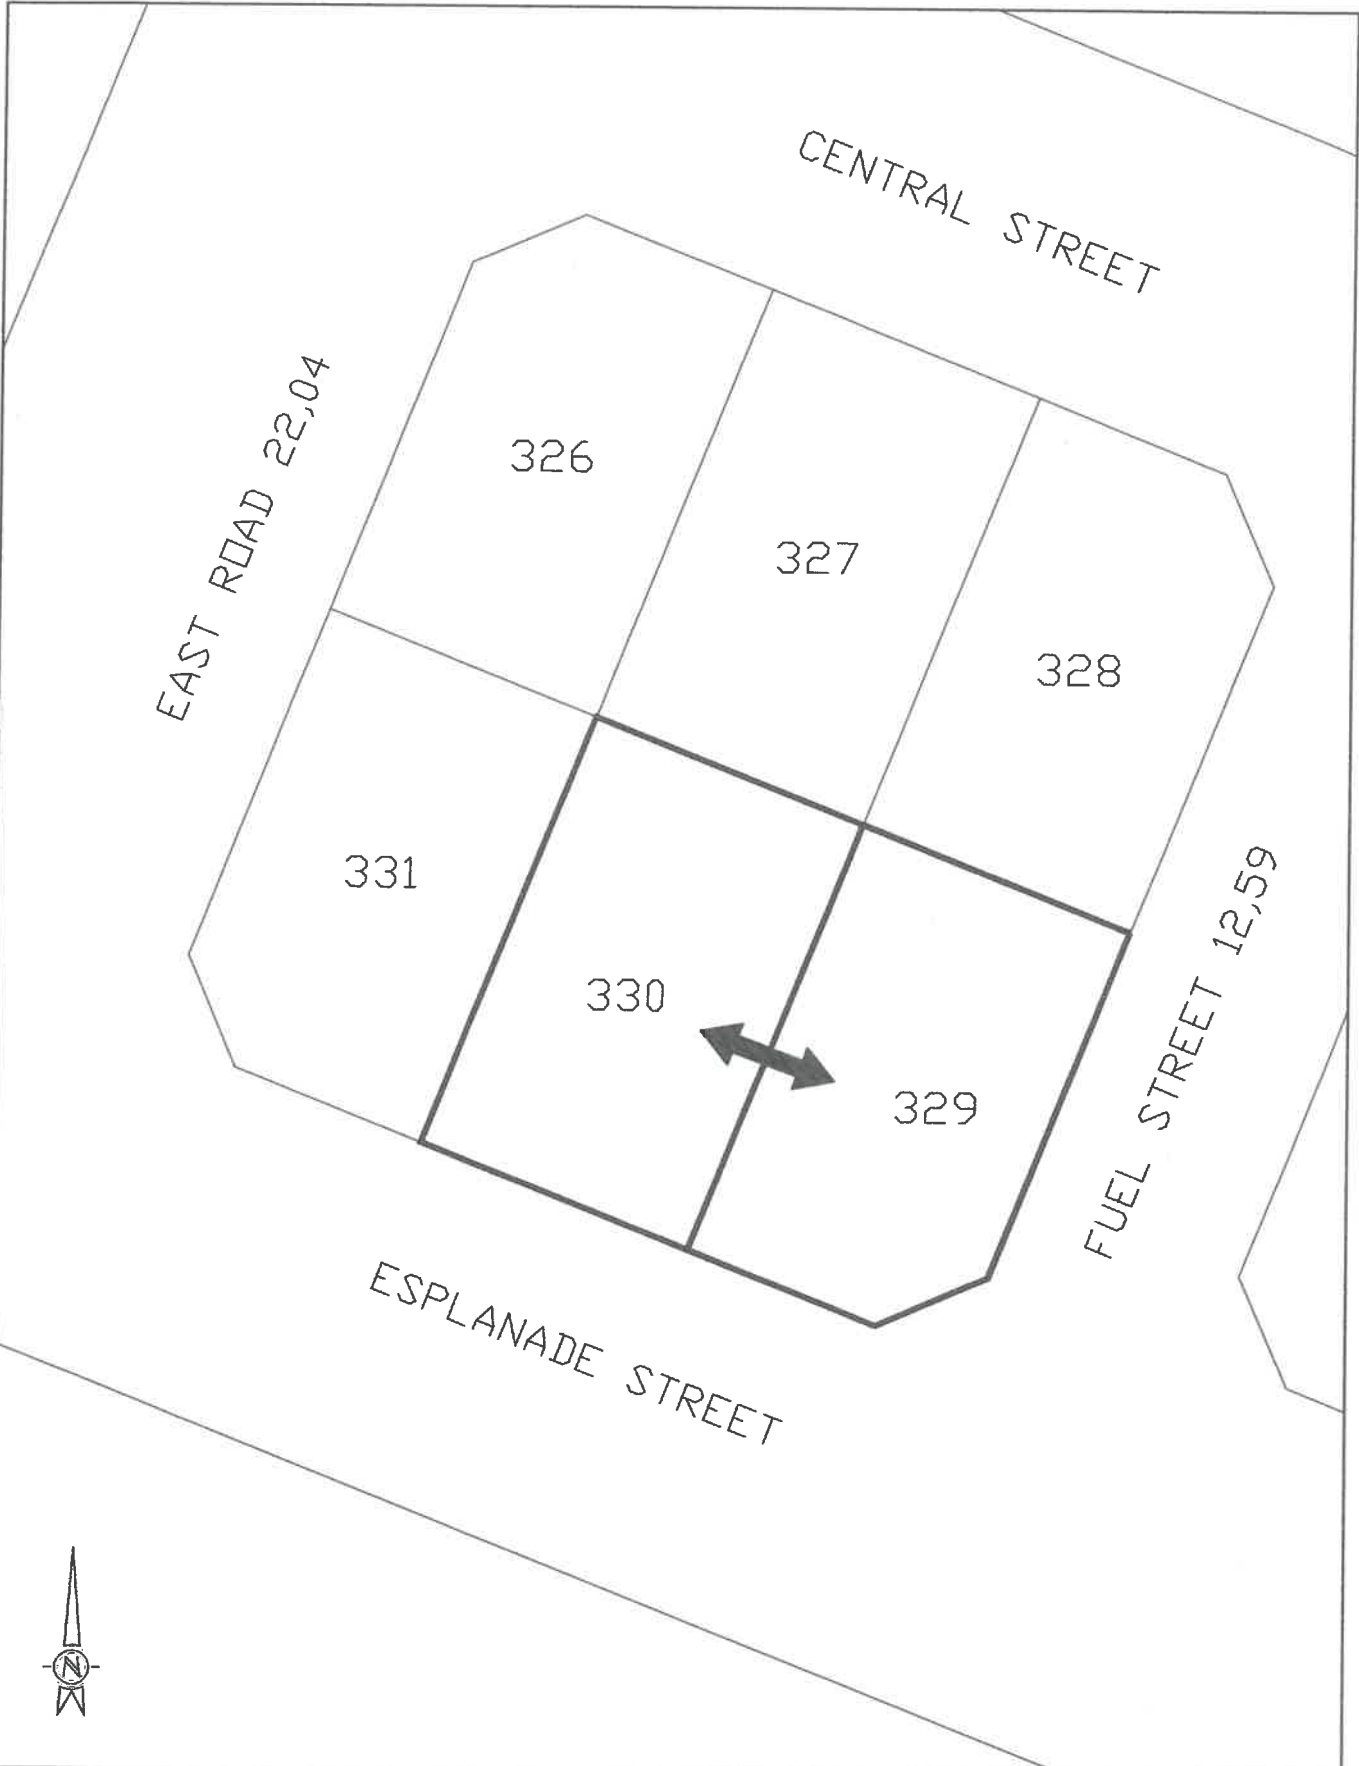 CENTRAL STREET
EAST ROAD 22,04
326
327
328
331
330
329
FUEL STREET 12,59
ESPLANADE STREET
N